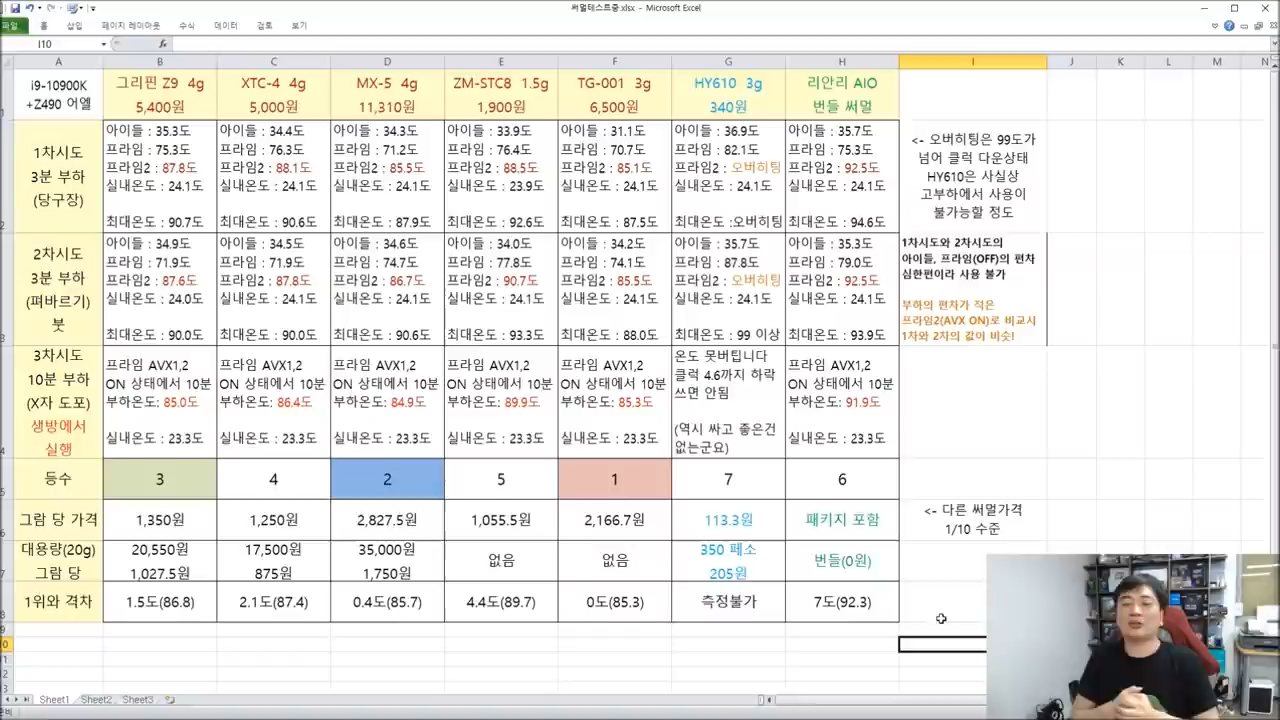 써멀테스트중.xlsx - Microsoft Excel
파일 홈 삽입 페이지 레이아웃 수식 데이터 검토 보기
I10 fx
A B C D E F G H I J K L M N
i9-10900K
+Z490 어엘
그리핀 Z9 4g
5,400원
XTC-4 4g
5,000원
MX-5 4g
11,310원
ZM-STC8 1.5g
1,900원
TG-001 3g
6,500원
HY610 3g
340원
리안리 AIO
번들 써멀
1차시도
3분 부하
(당구장)
아이들 : 35.3도
프라임 : 75.3도
프라임2 : 87.8도
실내온도 : 24.1도
최대온도 : 90.7도
아이들 : 34.4도
프라임 : 76.3도
프라임2 : 88.1도
실내온도 : 24.1도
최대온도 : 90.6도
아이들 : 34.3도
프라임 : 71.2도
프라임2 : 85.5도
실내온도 : 24.1도
최대온도 : 87.9도
아이들 : 33.9도
프라임 : 76.4도
프라임2 : 88.5도
실내온도 : 23.9도
최대온도 : 92.6도
아이들 : 31.1도
프라임 : 70.7도
프라임2 : 85.1도
실내온도 : 24.1도
최대온도 : 87.5도
아이들 : 36.9도
프라임 : 82.1도
프라임2 : 오버히팅
실내온도 : 24.1도
최대온도 :오버히팅
아이들 : 35.7도
프라임 : 75.3도
프라임2 : 92.5도
실내온도 : 24.1도
최대온도 : 94.6도
<- 오버히팅은 99도가
넘어 클럭 다운상태
HY610은 사실상
고부하에서 사용이
불가능할 정도
2차시도
3분 부하
(펴바르기)
붓
아이들 : 34.9도
프라임 : 71.9도
프라임2 : 87.6도
실내온도 : 24.0도
최대온도 : 90.0도
아이들 : 34.5도
프라임 : 71.9도
프라임2 : 87.8도
실내온도 : 24.1도
최대온도 : 90.0도
아이들 : 34.6도
프라임 : 74.7도
프라임2 : 86.7도
실내온도 : 24.1도
최대온도 : 90.6도
아이들 : 34.0도
프라임 : 77.8도
프라임2 : 90.7도
실내온도 : 24.1도
최대온도 : 93.3도
아이들 : 34.2도
프라임 : 74.1도
프라임2 : 85.5도
실내온도 : 24.1도
최대온도 : 88.0도
아이들 : 35.7도
프라임 : 87.8도
프라임2 : 오버히팅
실내온도 : 24.1도
최대온도 : 99 이상
아이들 : 35.3도
프라임 : 79.0도
프라임2 : 92.5도
실내온도 : 24.1도
최대온도 : 93.9도
1차시도와 2차시도의
아이들, 프라임(OFF)의 편차
심한편이라 사용 불가
부하의 편차가 적은
프라임2(AVX ON)로 비교시
1차와 2차의 값이 비슷!
3차시도
10분 부하
(X자 도포)
생방에서
실행
프라임 AVX1,2
ON 상태에서 10분
부하온도: 85.0도
실내온도 : 23.3도
프라임 AVX1,2
ON 상태에서 10분
부하온도: 86.4도
실내온도 : 23.3도
프라임 AVX1,2
ON 상태에서 10분
부하온도: 84.9도
실내온도 : 23.3도
프라임 AVX1,2
ON 상태에서 10분
부하온도: 89.9도
실내온도 : 23.3도
프라임 AVX1,2
ON 상태에서 10분
부하온도: 85.3도
실내온도 : 23.3도
온도 못버팁니다
클럭 4.6까지 하락
쓰면 안됨
(역시 싸고 좋은건
없는군요)
프라임 AVX1,2
ON 상태에서 10분
부하온도: 91.9도
실내온도 : 23.3도
등수 3 4 2 5 1 7 6
그람 당 가격 1,350원 1,250원 2,827.5원 1,055.5원 2,166.7원 113.3원 패키지 포함
<- 다른 써멀가격
1/10 수준
대용량(20g)
그람 당
20,550원
1,027.5원
17,500원
875원
35,000원
1,750원
없음
없음
350 페소
205원
번들(0원)
1위와 격차 1.5도(86.8) 2.1도(87.4) 0.4도(85.7) 4.4도(89.7) 0도(85.3) 측정불가 7도(92.3)
Sheet1 Sheet2 Sheet3